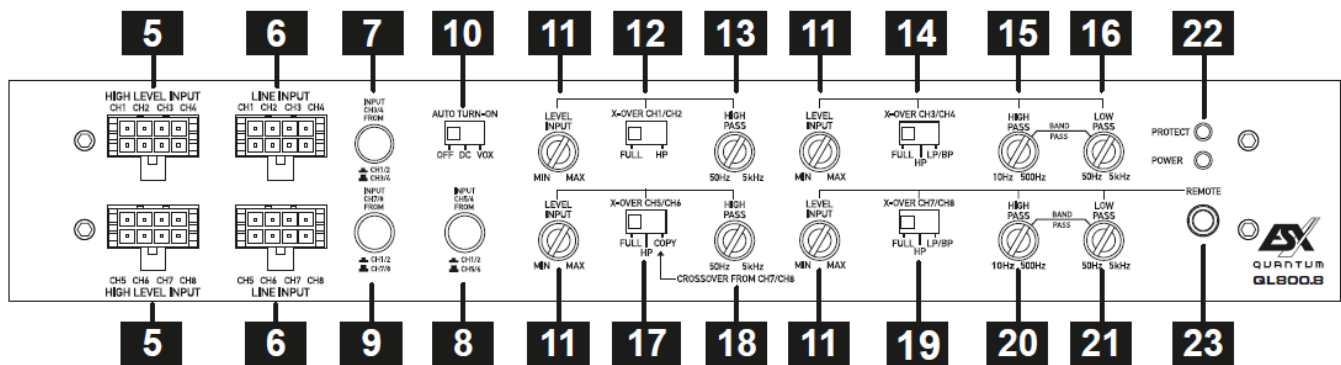 5 6 7 10 11 12 13 11 14 15 16 22
HIGH LEVEL INPUT
CH1 CH2 CH3 CH4
LINE INPUT
CH1 CH2 CH3 CH4
INPUT
CH3/4
FROM
CH1/2
CH3/4
AUTO TURN-ON
OFF DC VOX
LEVEL
INPUT
MIN MAX
X-OVER CH1/CH2
FULL HP
HIGH
PASS
50Hz 5kHz
LEVEL
INPUT
MIN MAX
X-OVER CH3/CH4
FULL HP LP/BP
HIGH
PASS
10Hz 500Hz
BAND
PASS
LOW
PASS
50Hz 5kHz
PROTECT
POWER
CH5 CH6 CH7 CH8
HIGH LEVEL INPUT
CH5 CH6 CH7 CH8
LINE INPUT
INPUT
CH7/8
FROM
CH1/2
CH7/8
INPUT
CH5/6
FROM
CH1/2
CH5/6
LEVEL
INPUT
MIN MAX
X-OVER CH5/CH6
FULL HP COPY
CROSSOVER FROM CH7/CH8
HIGH
PASS
50Hz 5kHz
LEVEL
INPUT
MIN MAX
X-OVER CH7/CH8
FULL HP LP/BP
HIGH
PASS
10Hz 500Hz
BAND
PASS
LOW
PASS
50Hz 5kHz
REMOTE
ESX
QUANTUM
QL800.8
5 6 9 8 11 17 18 11 19 20 21 23